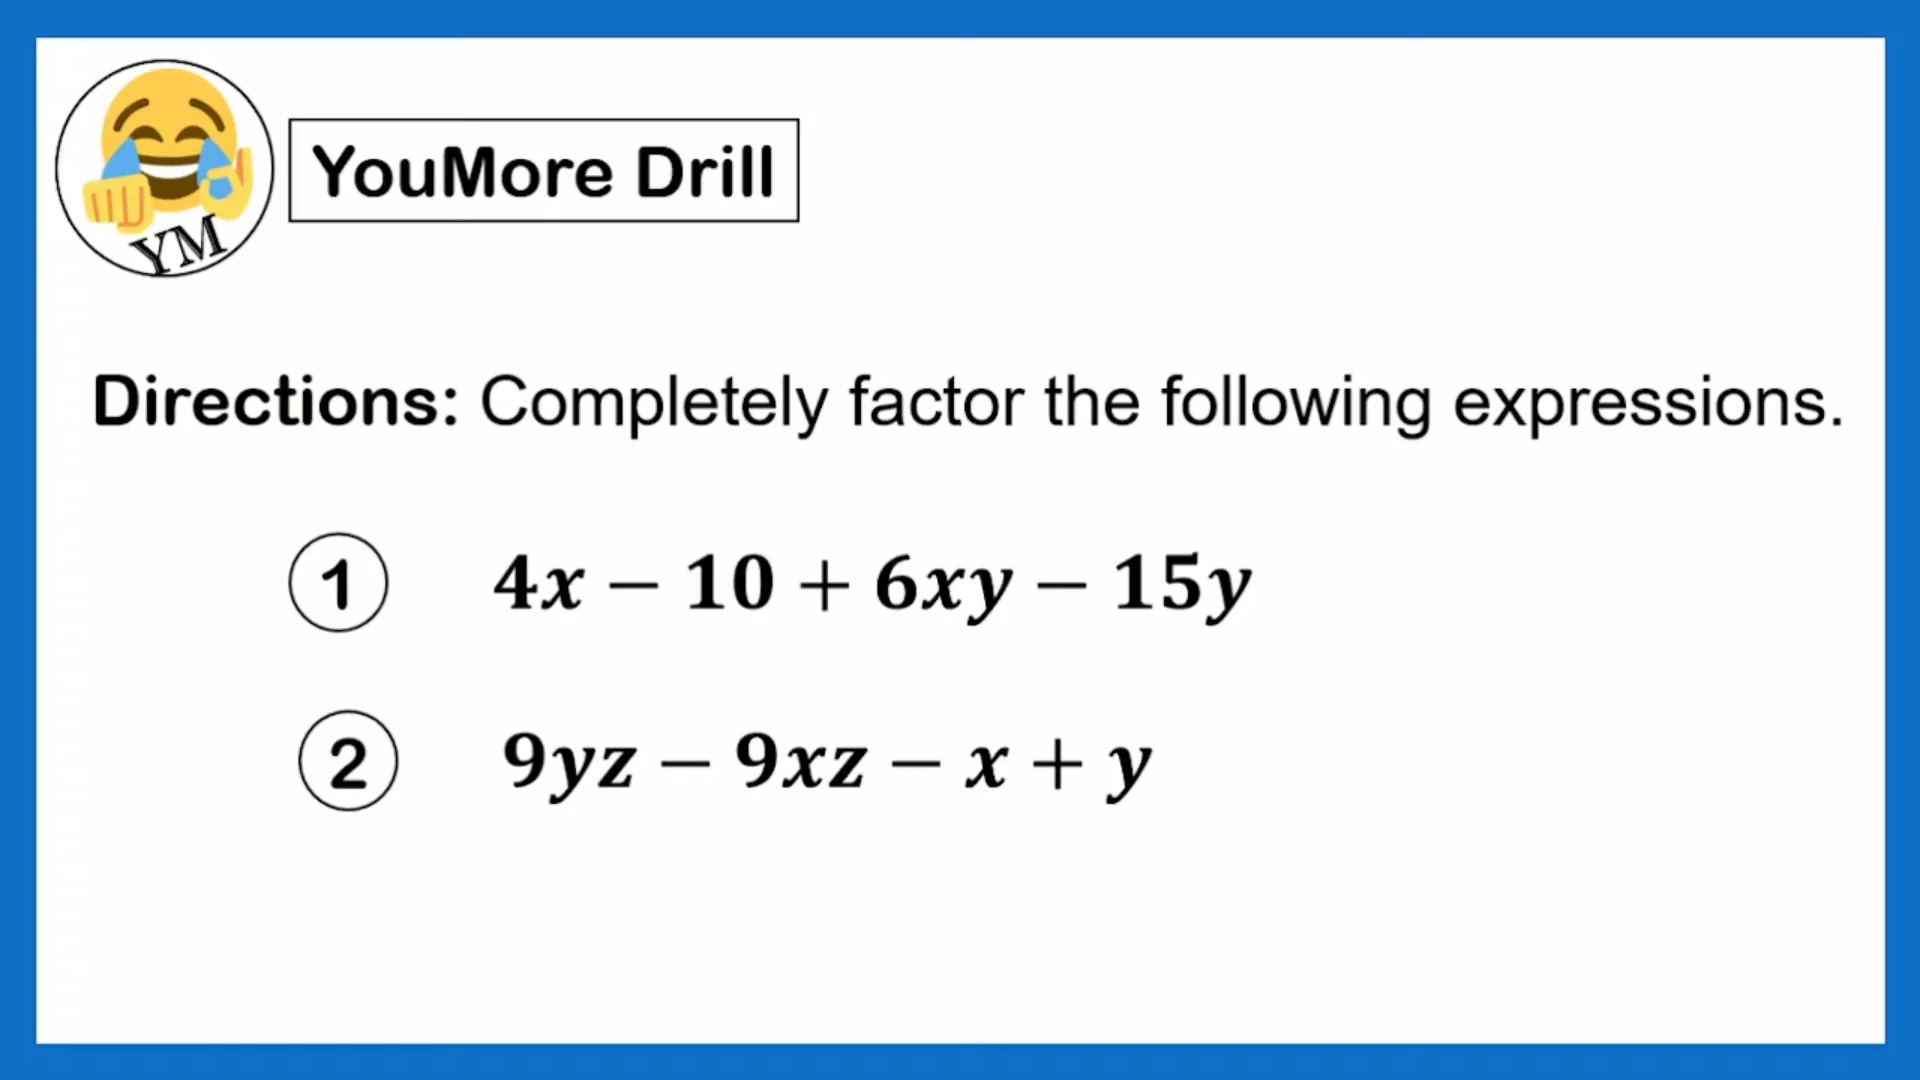 YM
YouMore Drill
Directions: Completely factor the following expressions.
1 4x − 10 + 6xy − 15y
2 9yz − 9xz − x + y